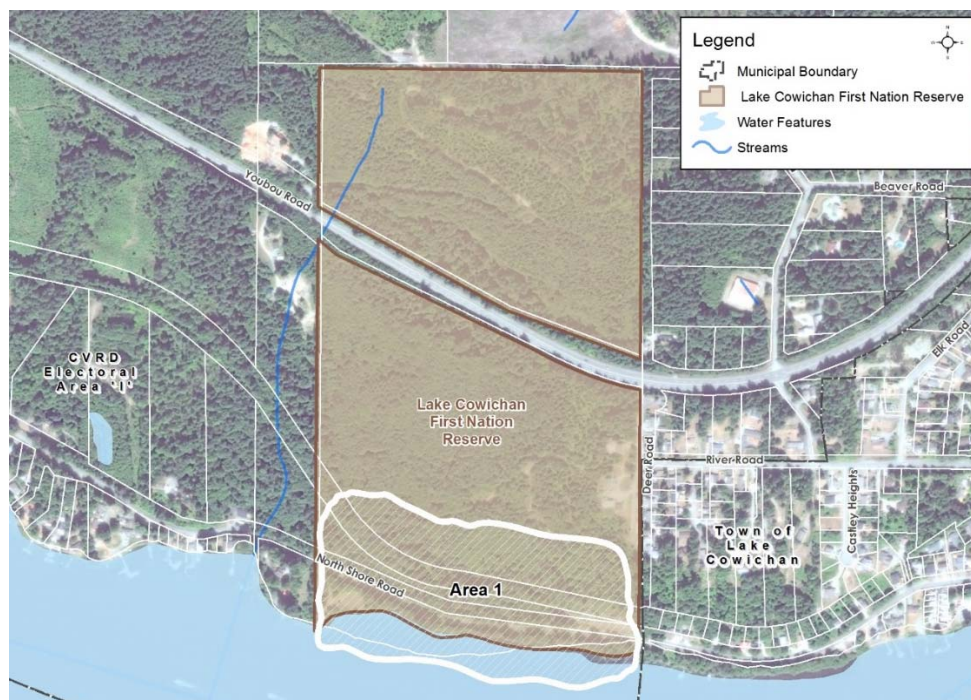 Legend
N
W
E
S
Municipal Boundary
Lake Cowichan First Nation Reserve
Water Features
Streams
Beaver Road
Youbou Road
Elk Road
CVRD
Electoral
Area 'I'
Lake Cowichan
First Nation
Reserve
River Road
Deer Road
Castley Heights
Town of
Lake
Cowichan
North Shore Road
Area 1